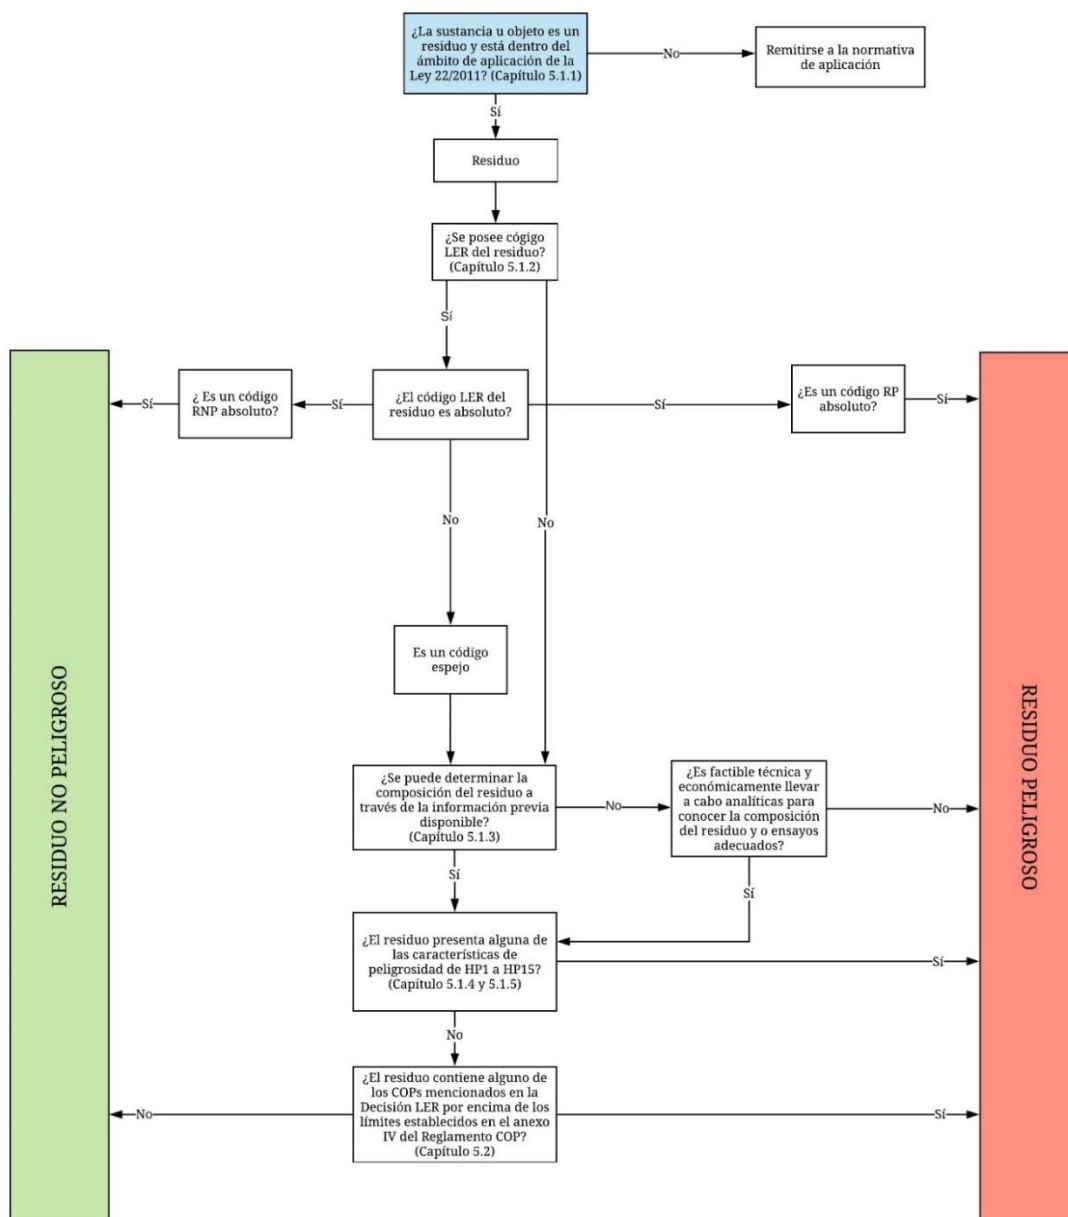 ¿La sustancia u objeto es un
residuo y está dentro del
ámbito de aplicación de la
Ley 22/2011? (Capítulo 5.1.1)
No
Remitirse a la normativa
de aplicación
Sí
Residuo
¿Se posee cógigo
LER del residuo?
(Capítulo 5.1.2)
Sí
Sí
¿ Es un código
RNP absoluto?
Sí
¿El código LER del
residuo es absoluto?
Sí
¿Es un código RP
absoluto?
Sí
No
No
Es un código
espejo
RESIDUO NO PELIGROSO
RESIDUO PELIGROSO
¿Se puede determinar la
composición del residuo a
través de la información previa
disponible?
(Capítulo 5.1.3)
No
¿Es factible técnica y
económicamente llevar
a cabo analíticas para
conocer la composición
del residuo y o ensayos
adecuados?
No
Sí
Sí
¿El residuo presenta alguna de
las características de
peligrosidad de HP1 a HP15?
(Capítulo 5.1.4 y 5.1.5)
Sí
No
¿El residuo contiene alguno de
los COPs mencionados en la
Decisión LER por encima de los
límites establecidos en el anexo
IV del Reglamento COP?
(Capítulo 5.2)
No
Sí